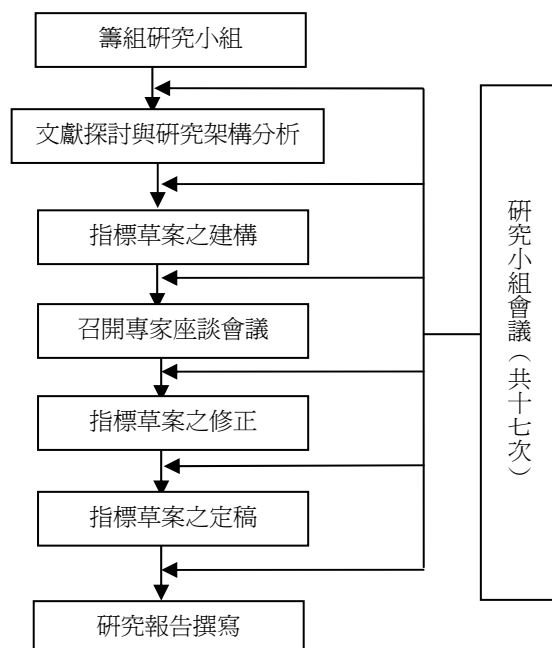 籌組研究小組
文獻探討與研究架構分析
指標草案之建構
召開專家座談會議
指標草案之修正
指標草案之定稿
研究報告撰寫
研究小組會議（共十七次）